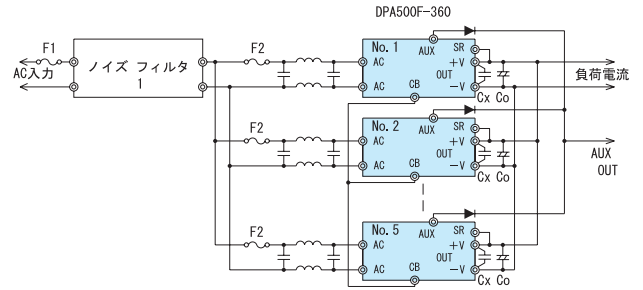 DPA500F-360
F1
ノイズ フィルタ
1
AC入力
F2
No. 1
AUX
SR
AC
+V
OUT
AC
CB
−V
Cx Co
負荷電流
F2
No. 2
AUX
SR
AC
+V
OUT
AC
CB
−V
Cx Co
AUX
OUT
F2
No. 5
AUX
SR
AC
+V
OUT
AC
CB
−V
Cx Co